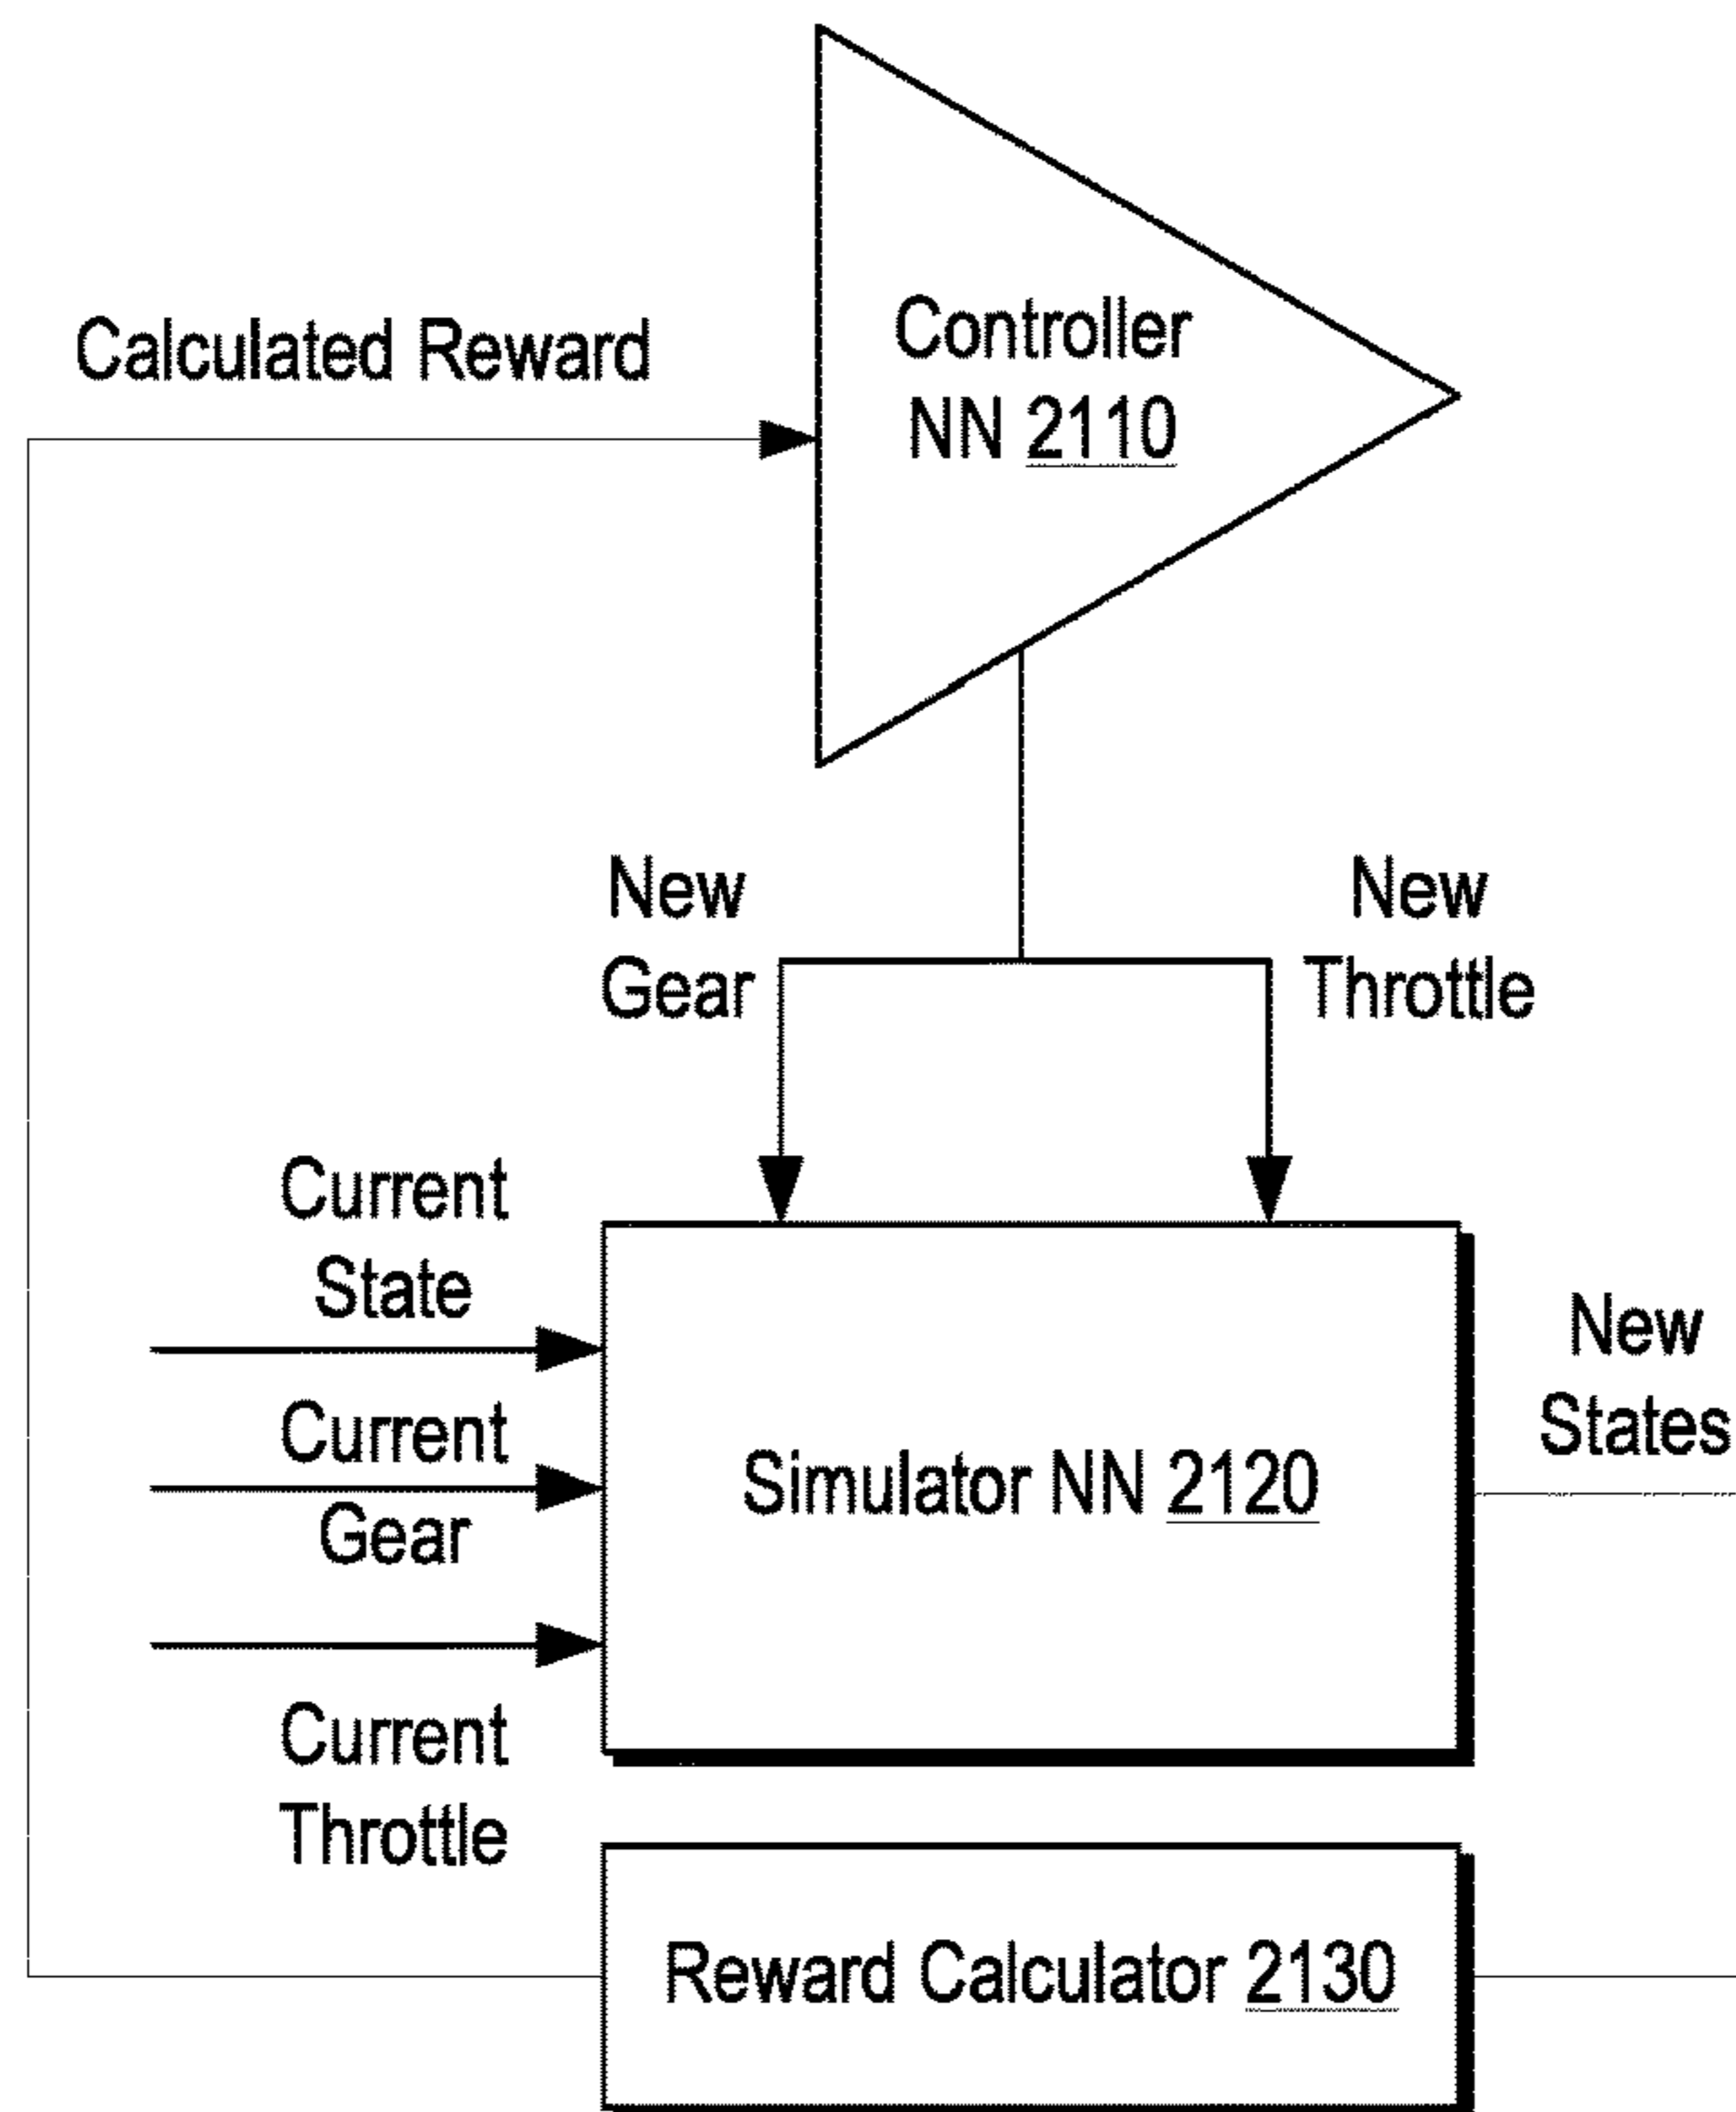 Controller
NN 2110
Calculated Reward
New
Gear
New
Throttle
Current
State
Current
Gear
Current
Throttle
Simulator NN 2120
New
States
Reward Calculator 2130